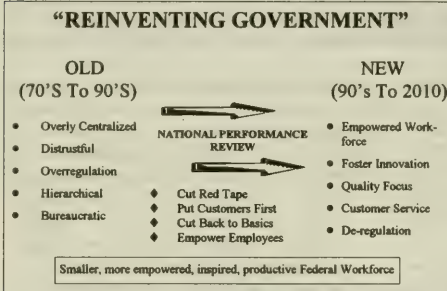 “REINVENTING GOVERNMENT”
OLD
(70'S To 90'S)
• Overly Centralized
• Distrustful
• Overregulation
• Hierarchical
• Bureaucratic
NATIONAL PERFORMANCE
REVIEW
◆ Cut Red Tape
◆ Put Customers First
◆ Cut Back to Basics
◆ Empower Employees
NEW
(90's To 2010)
• Empowered Work-
force
• Foster Innovation
• Quality Focus
• Customer Service
• De-regulation
Smaller, more empowered, inspired, productive Federal Workforce